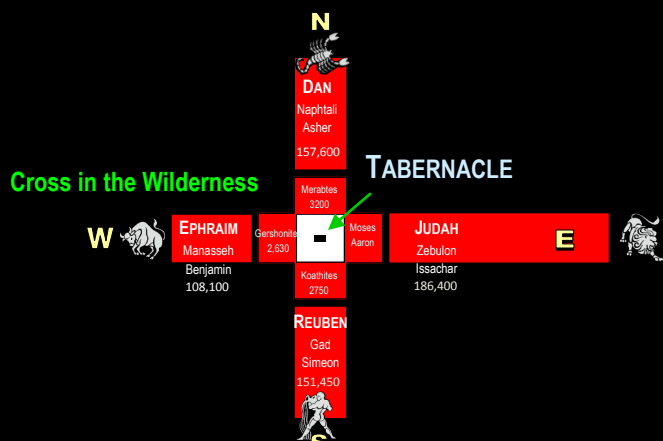 N
DAN
Naphtali
Asher
157,600
Cross in the Wilderness
TABERNACLE
Merabtes
3200
W
EPHRAIM
Manasseh
Benjamin
108,100
Gershonite
2,630
Moses
Aaron
JUDAH
Zebulon
Issachar
186,400
E
Koathites
2750
REUBEN
Gad
Simeon
151,450
S